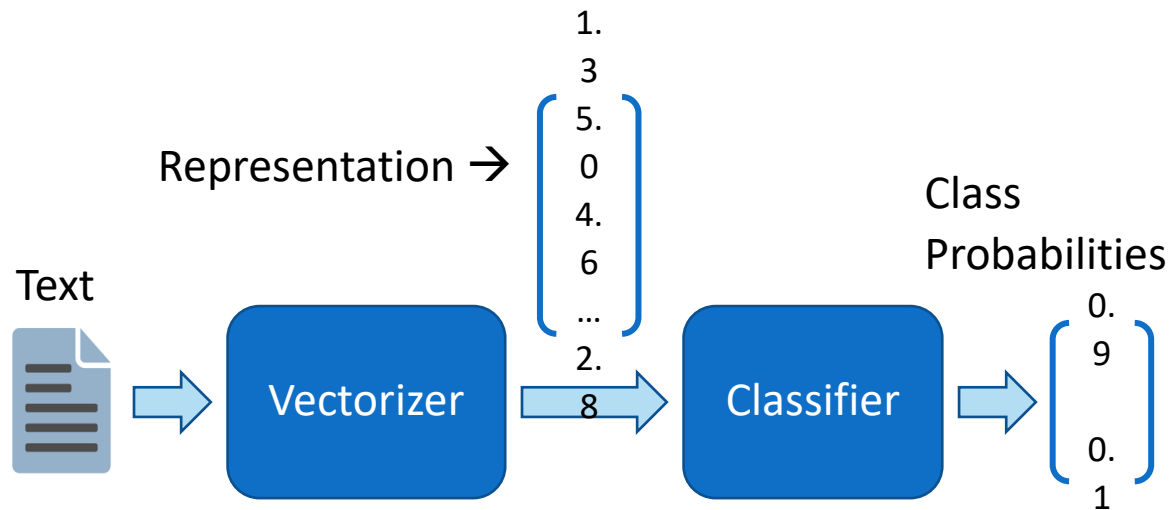 Text
Vectorizer
Representation →
1.
3
5.
0
4.
6
...
2.
8
Classifier
Class
Probabilities
0.
9
0.
1